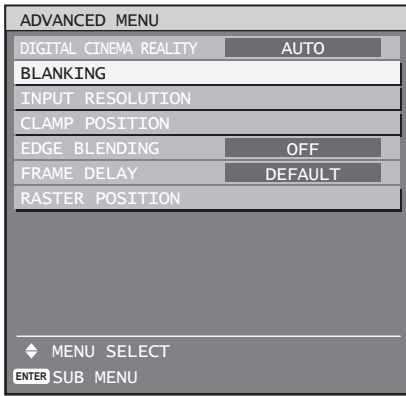 ADVANCED MENU
DIGITAL CINEMA REALITY AUTO
BLANKING
INPUT RESOLUTION
CLAMP POSITION
EDGE BLENDING OFF
FRAME DELAY DEFAULT
RASTER POSITION
MENU SELECT
ENTER SUB MENU